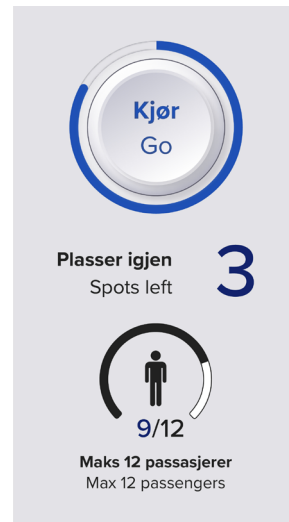 Kjør
Go
Plasser igjen 3
Spots left
9/12
Maks 12 passasjerer
Max 12 passengers